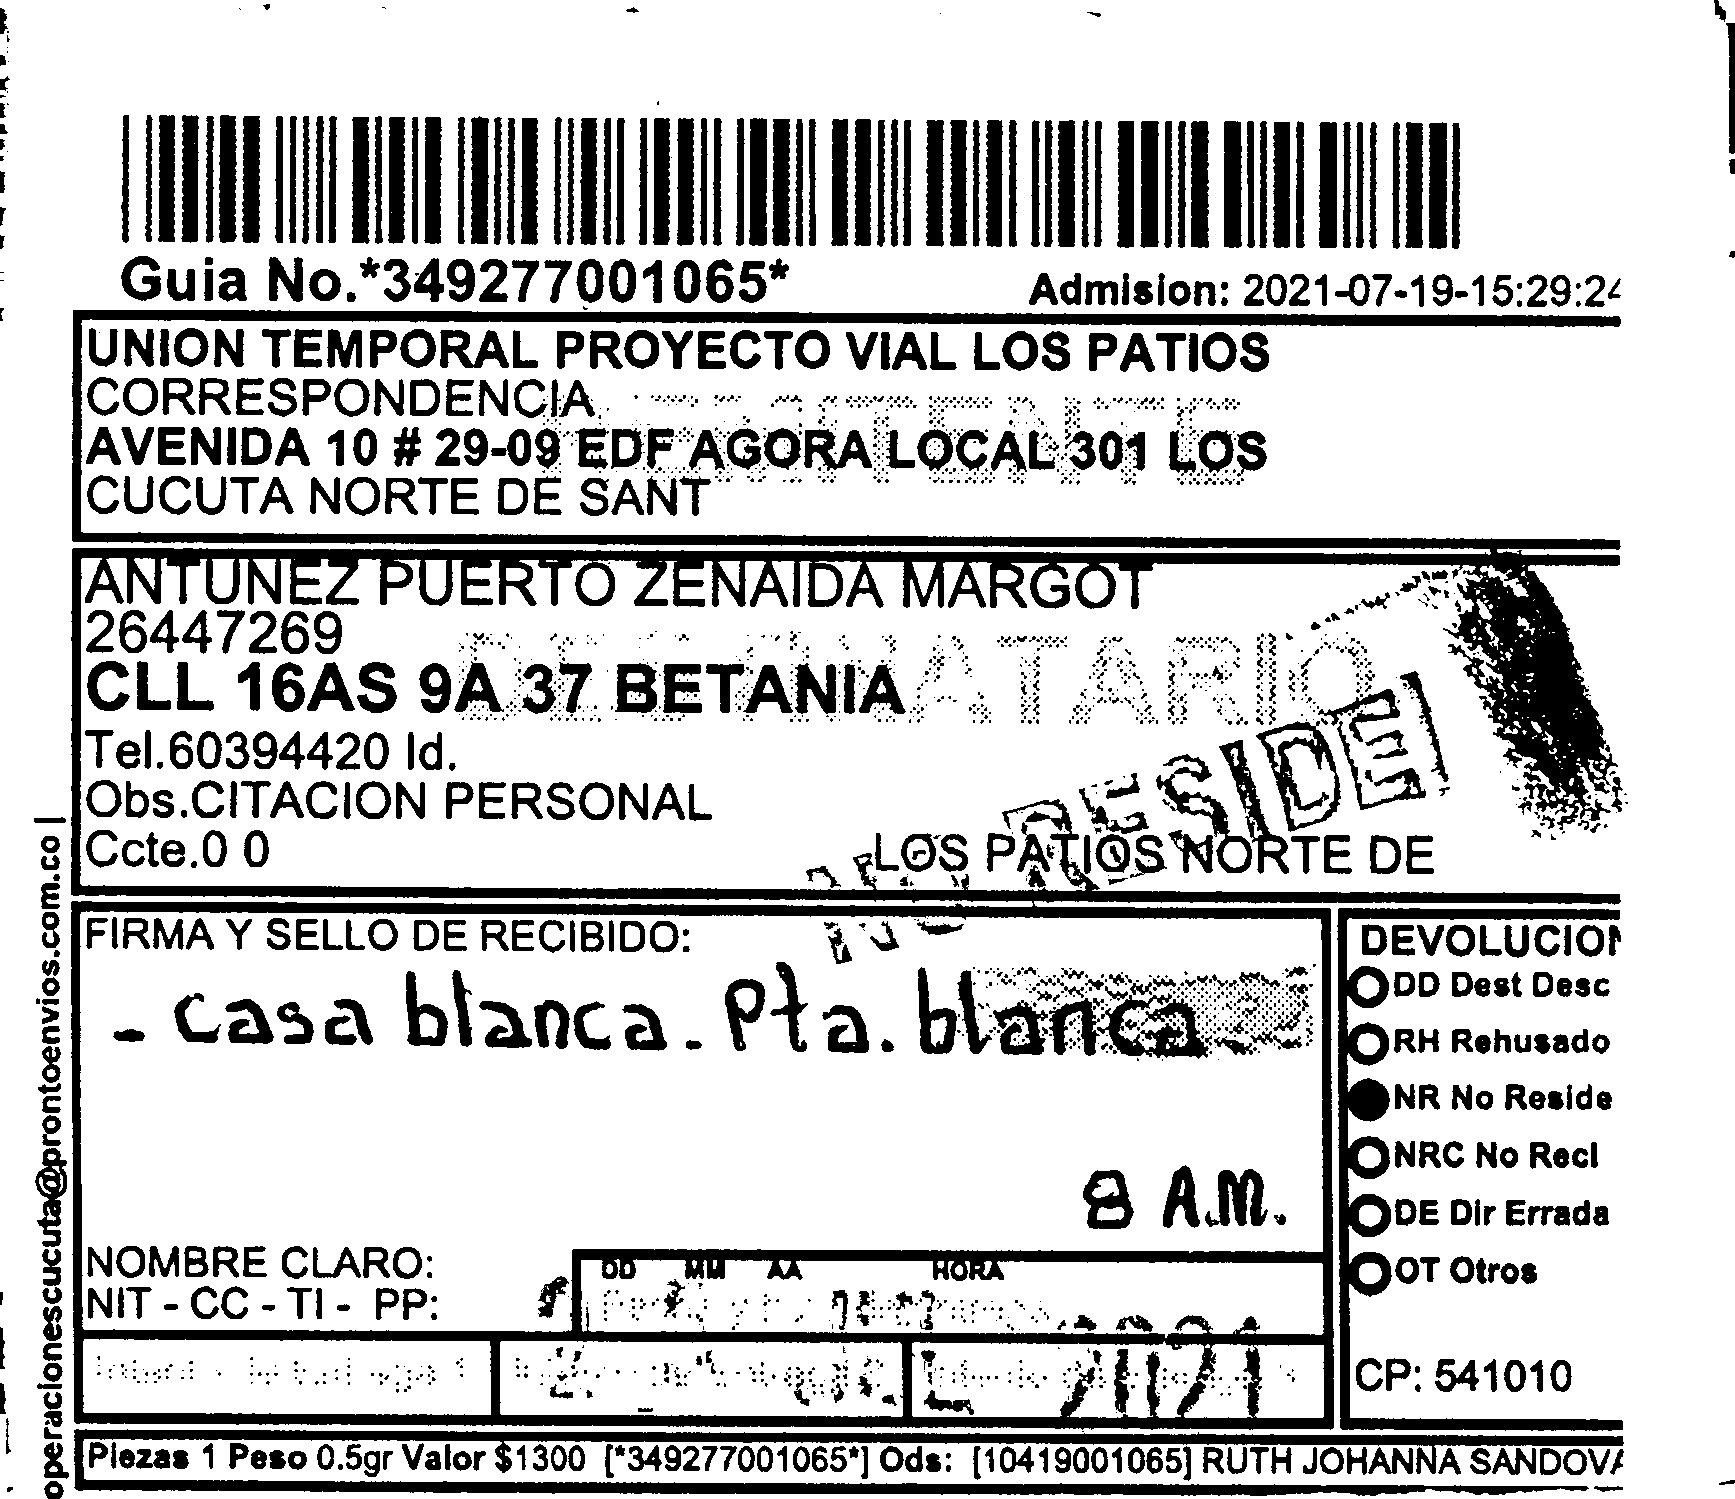 Guia No.*349277001065*
Admision: 2021-07-19-15:29:24
UNION TEMPORAL PROYECTO VIAL LOS PATIOS
CORRESPONDENCIA
AVENIDA 10 # 29-09 EDF AGORA LOCAL 301 LOS
CUCUTA NORTE DE SANT
ANTUNEZ PUERTO ZENAIDA MARGOT
26447269
DESTINATARIO
CLL 16AS 9A 37 BETANIA
Tel.60394420 Id.
Obs.CITACION PERSONAL
Ccte.0 0
LOS PATIOS NORTE DE
NO RESIDE
FIRMA Y SELLO DE RECIBIDO:
- casa blanca. Pta. blanca
8 A.M.
NOMBRE CLARO:
NIT - CC - TI - PP:
DD MM AA HORA
2021
DEVOLUCION
DD Dest Desc
RH Rehusado
NR No Reside
NRC No Recl
DE Dir Errada
OT Otros
CP: 541010
Piezas 1 Peso 0.5gr Valor $1300 [*349277001065*] Ods: [10419001065] RUTH JOHANNA SANDOVA
operacionescucuta@prontoenvios.com.co |